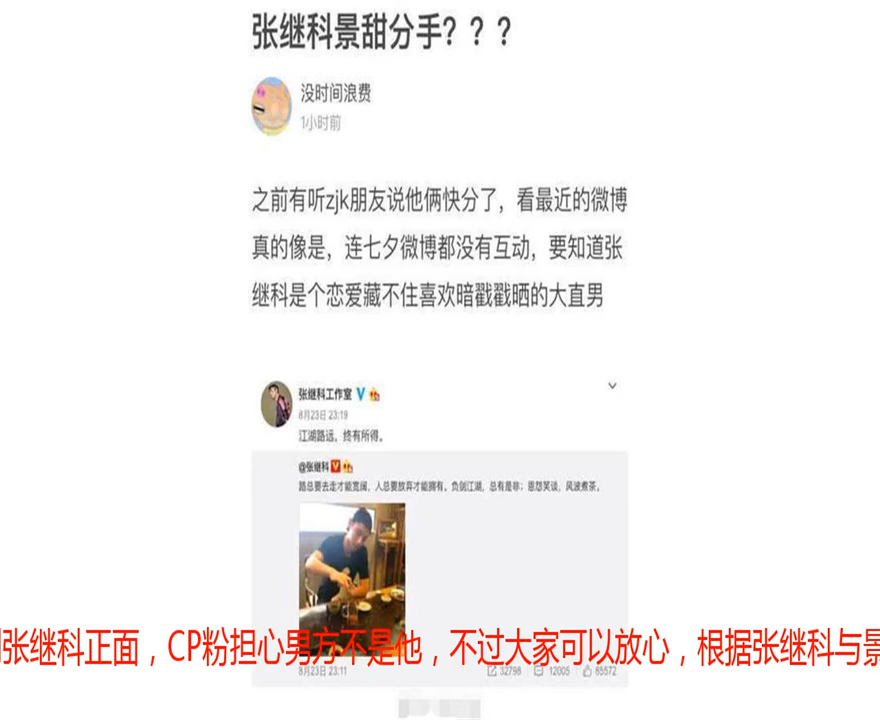 张继科景甜分手？？？
没时间浪费
1小时前
之前有听zjk朋友说他俩快分了，看最近的微博
真的像是，连七夕微博都没有互动，要知道张
继科是个恋爱藏不住喜欢暗戳戳晒的大直男
张继科工作室
8月23日 23:19
江湖路远，终有所得。
@张继科
路总要去走才能宽阔，人总要放弃才能拥有。负剑江湖，总有是非；恩怨笑谈，风波煮茶。
张继科正面，CP粉担心男方不是他，不过大家可以放心，根据张继科与景
8月23日 23:11 32798 12005 65572